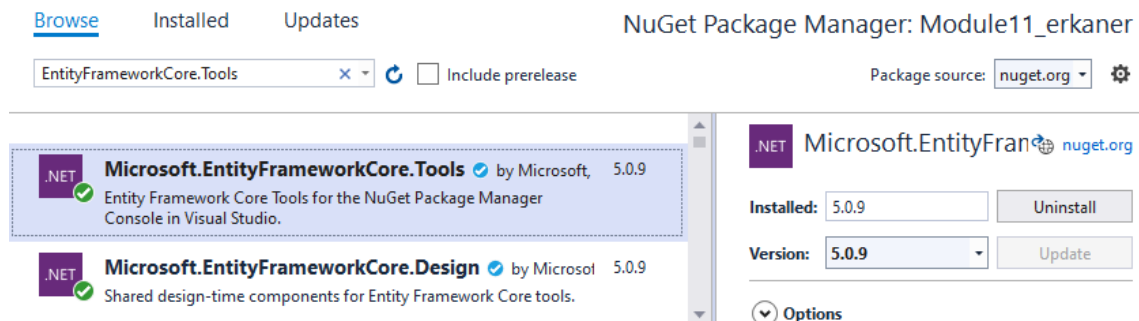 Browse Installed Updates
NuGet Package Manager: Module11_erkaner
EntityFrameworkCore.Tools
Include prerelease
Package source: nuget.org
.NET
Microsoft.EntityFrameworkCore.Tools by Microsoft, 5.0.9
Entity Framework Core Tools for the NuGet Package Manager
Console in Visual Studio.
.NET
Microsoft.EntityFrameworkCore.Design by Microsof 5.0.9
Shared design-time components for Entity Framework Core tools.
.NET
Microsoft.EntityFran nuget.org
Installed: 5.0.9 Uninstall
Version: 5.0.9 Update
Options